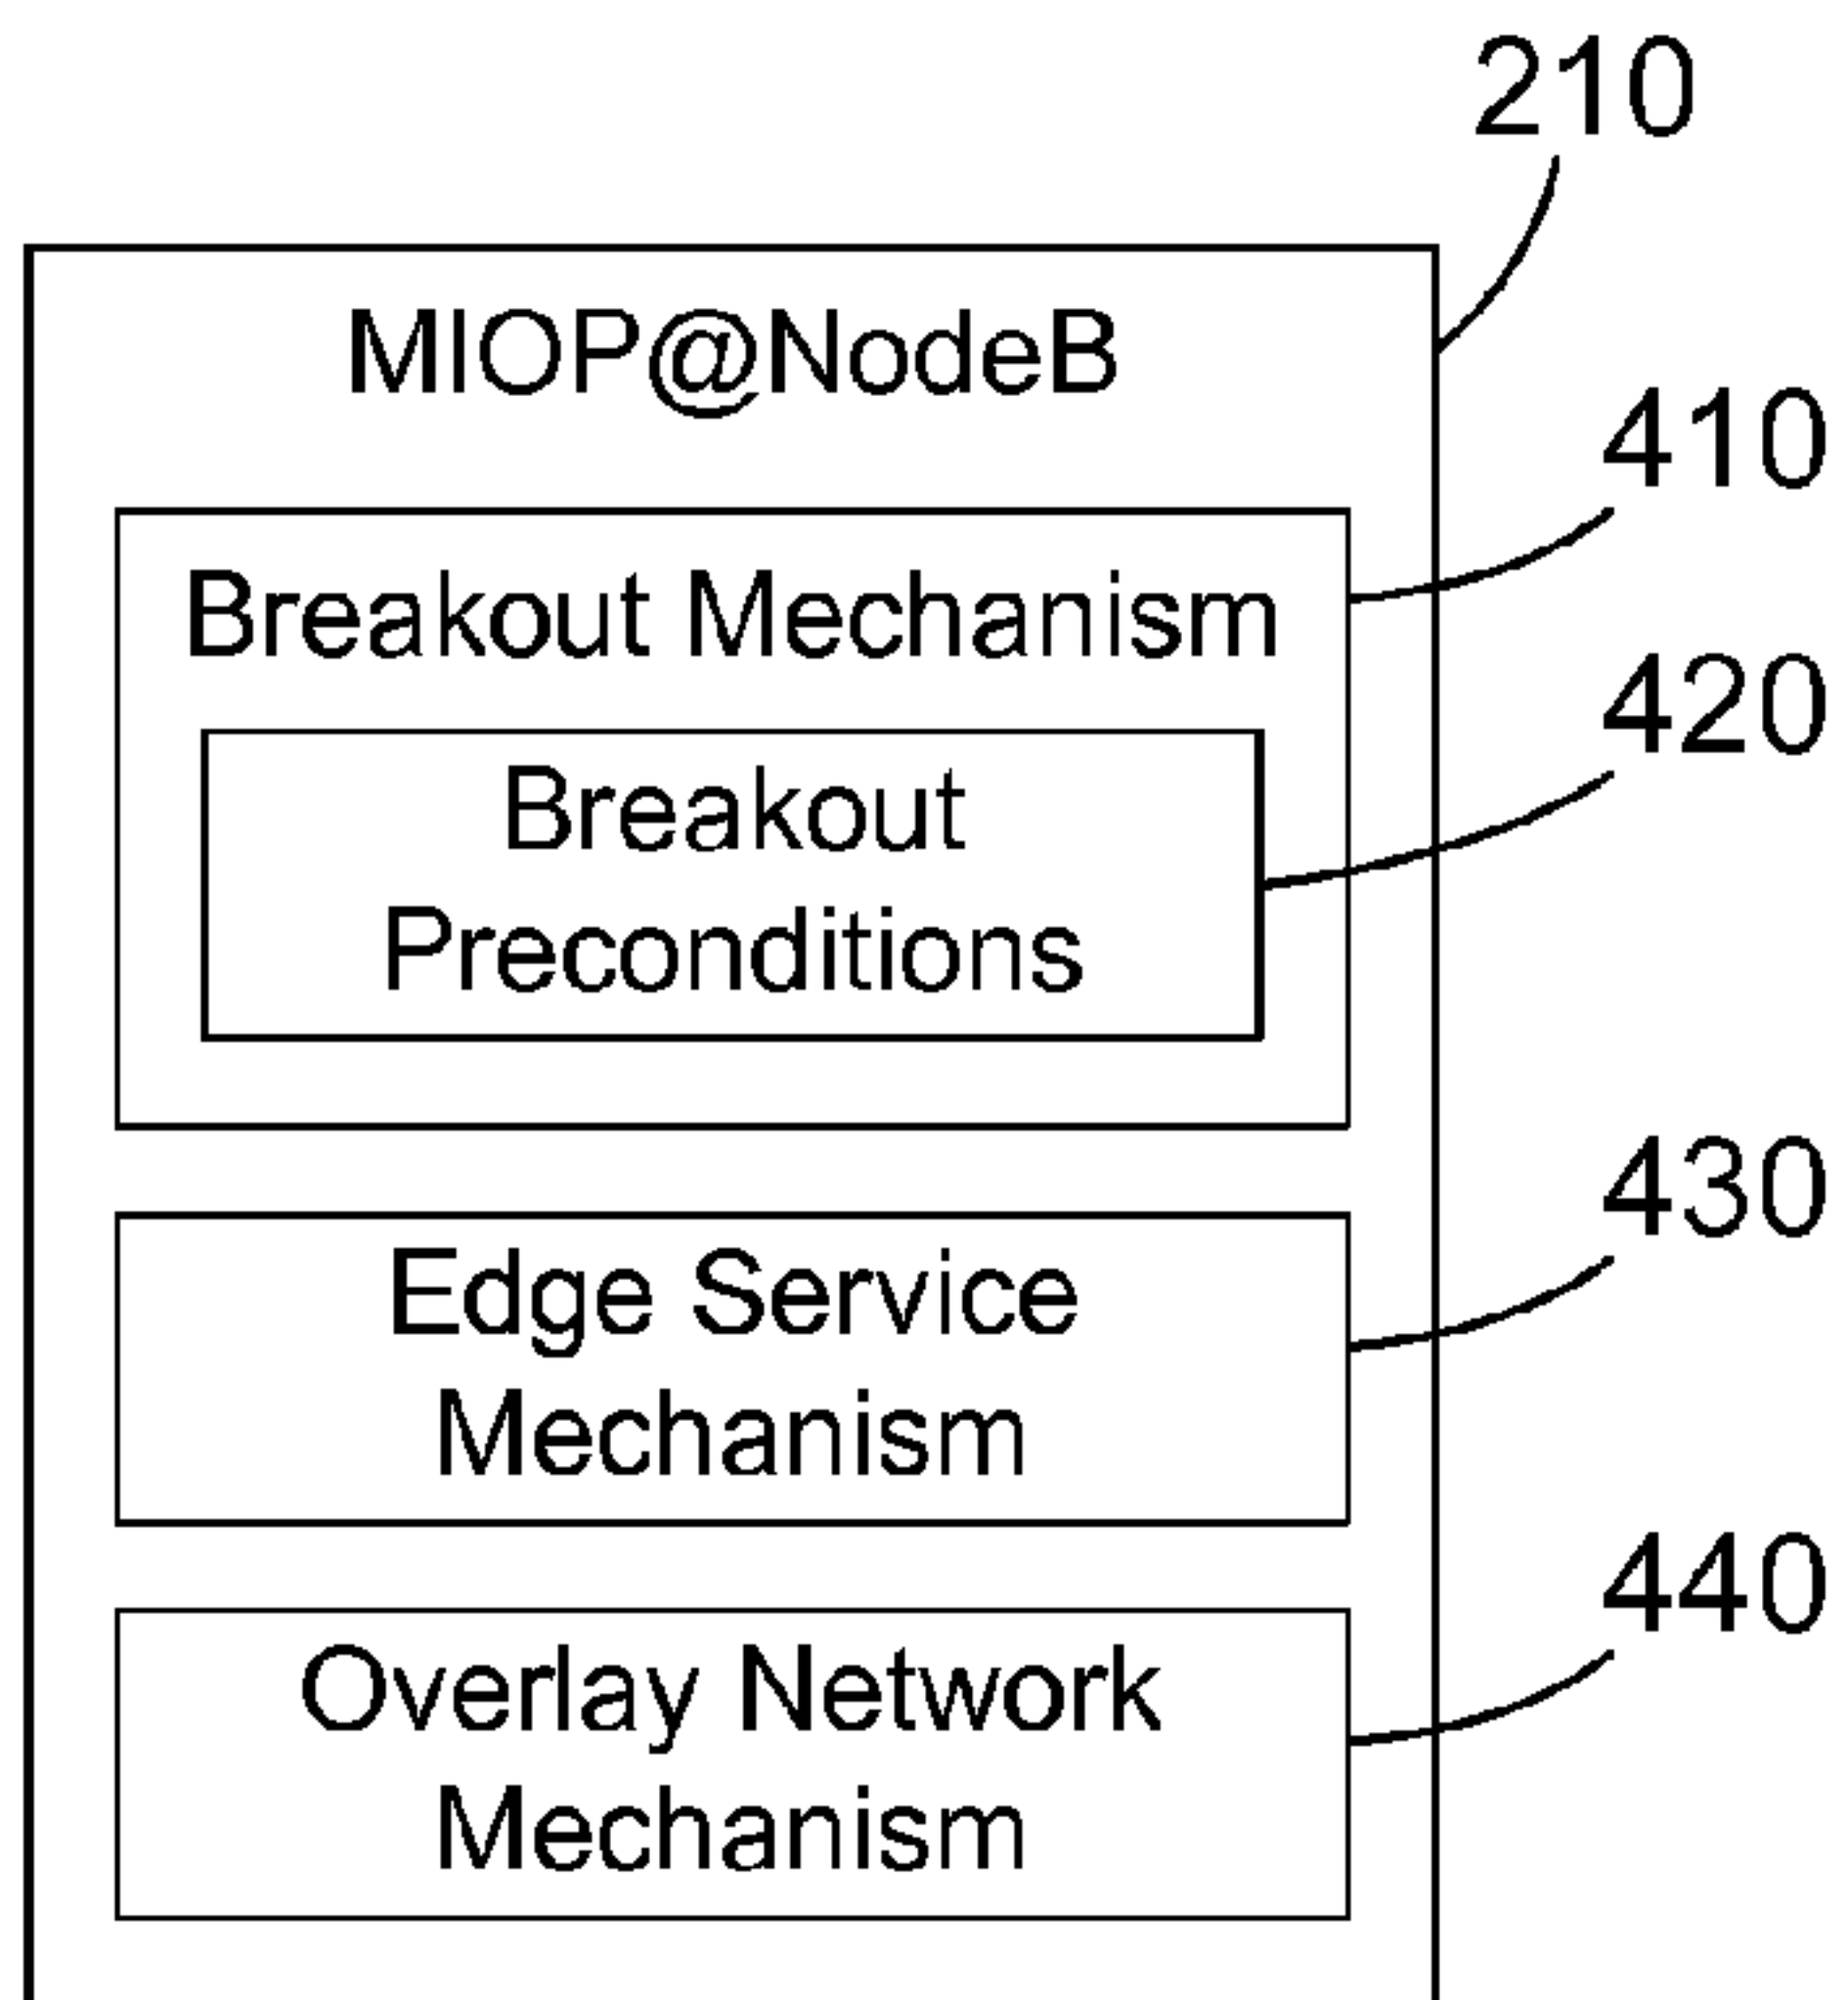 210
MIOP@NodeB
410
Breakout Mechanism
420
Breakout
Preconditions
430
Edge Service
Mechanism
440
Overlay Network
Mechanism